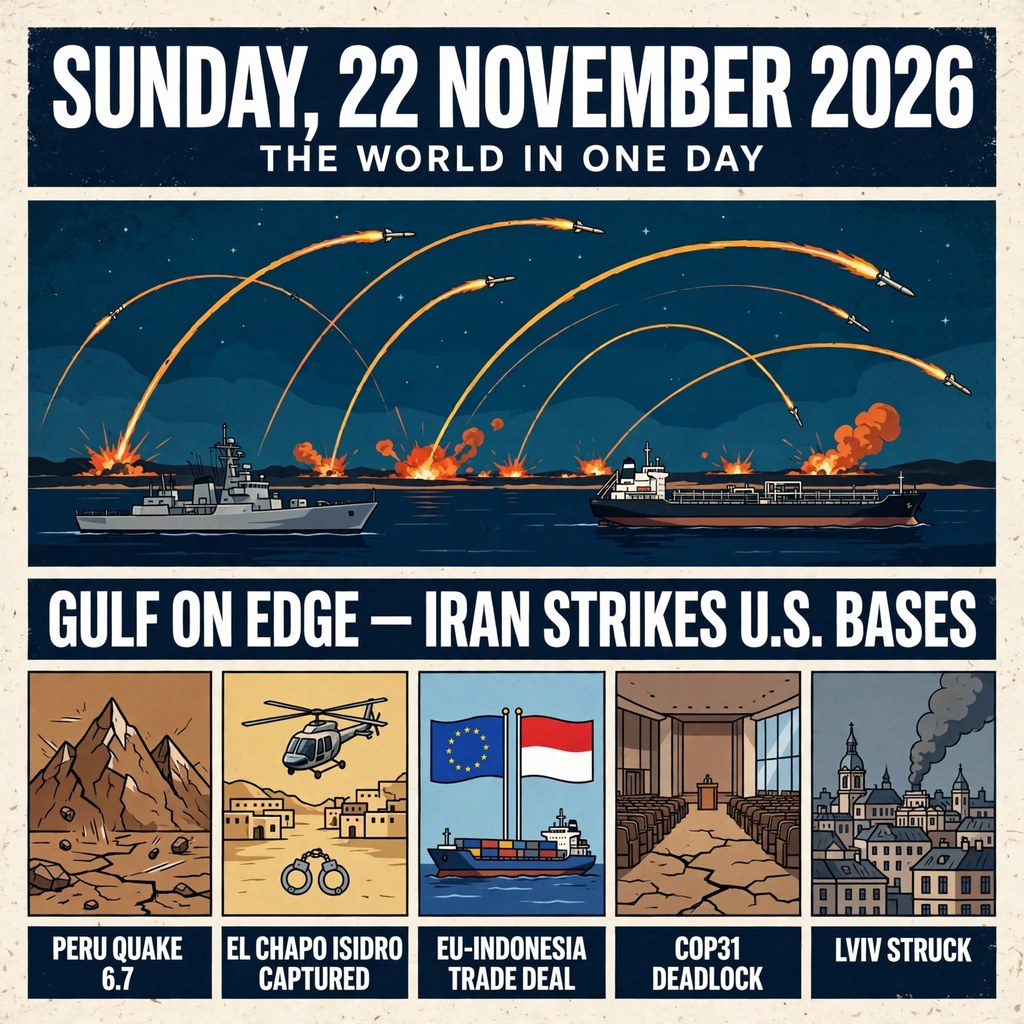 SUNDAY, 22 NOVEMBER 2026
THE WORLD IN ONE DAY
GULF ON EDGE — IRAN STRIKES U.S. BASES
PERU QUAKE
6.7
EL CHAPO ISIDRO
CAPTURED
EU-INDONESIA
TRADE DEAL
COP31
DEADLOCK
LVIV STRUCK